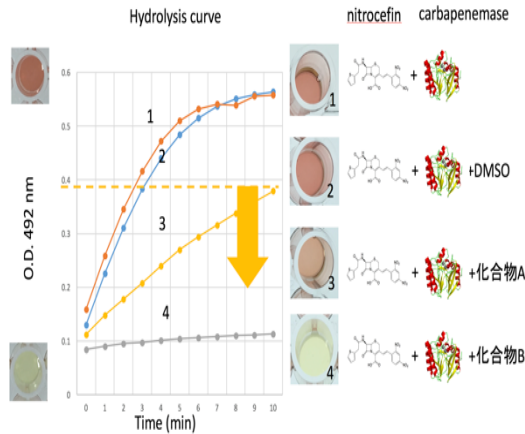 Hydrolysis curve
nitrocefin
carbapenemase
O.D. 492 nm
0.6
0.5
0.4
0.3
0.2
0.1
0
1
2
3
4
0 1 2 3 4 5 6 7 8 9 10
Time (min)
1
+
2
+
+DMSO
3
+
+化合物A
4
+
+化合物B